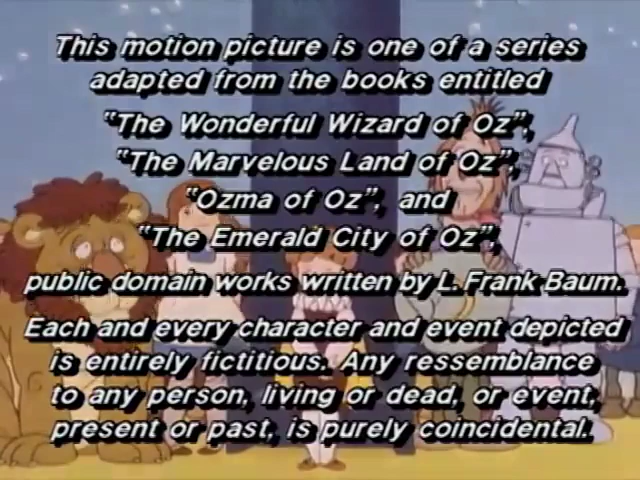 This motion picture is one of a series
adapted from the books entitled
"The Wonderful Wizard of Oz",
"The Marvelous Land of Oz",
"Ozma of Oz", and
"The Emerald City of Oz",
public domain works written by L. Frank Baum.
Each and every character and event depicted
is entirely fictitious. Any ressemblance
to any person, living or dead, or event,
present or past, is purely coincidental.